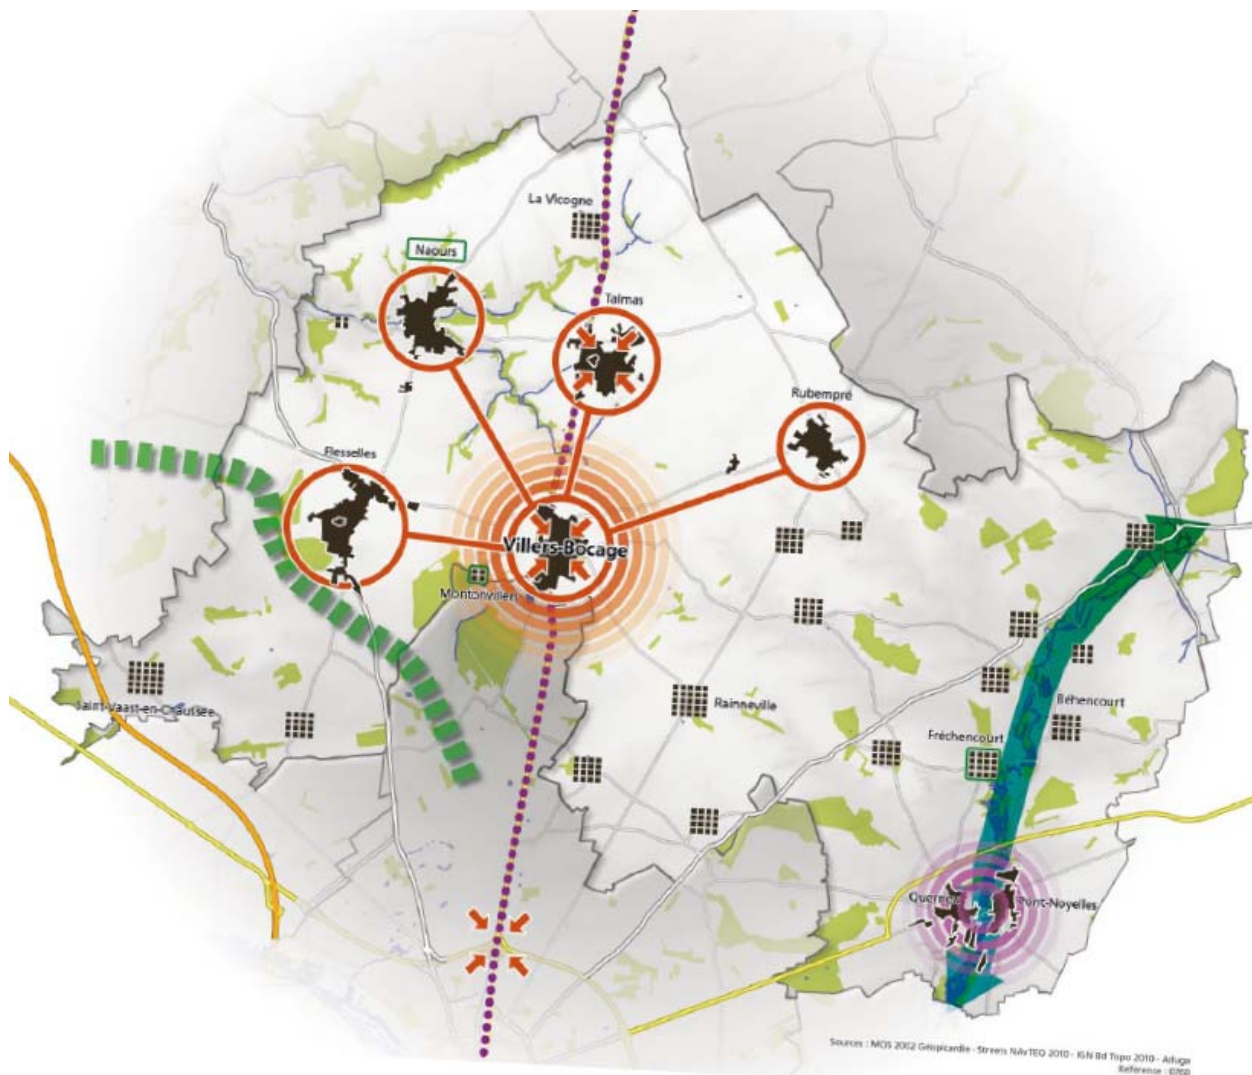 La Vicogne
Naours
Talmas
Rubempré
Flesselles
Villers-Bocage
Montonvillers
Saint-Vaast-en-Chaussée
Rainneville
Béhencourt
Fréchencourt
Querrieu
Pont-Noyelles
Sources : MOS 2002 Géopicardie - Streets NAVTEQ 2010 - IGN Bd Topo 2010 - Aduga
Référence :